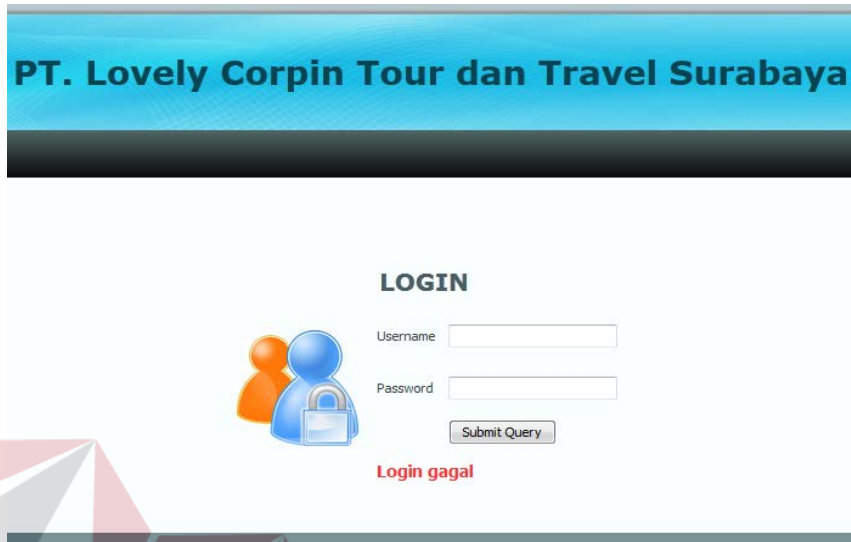 PT. Lovely Corpin Tour dan Travel Surabaya
LOGIN
Username
Password
Submit Query
Login gagal